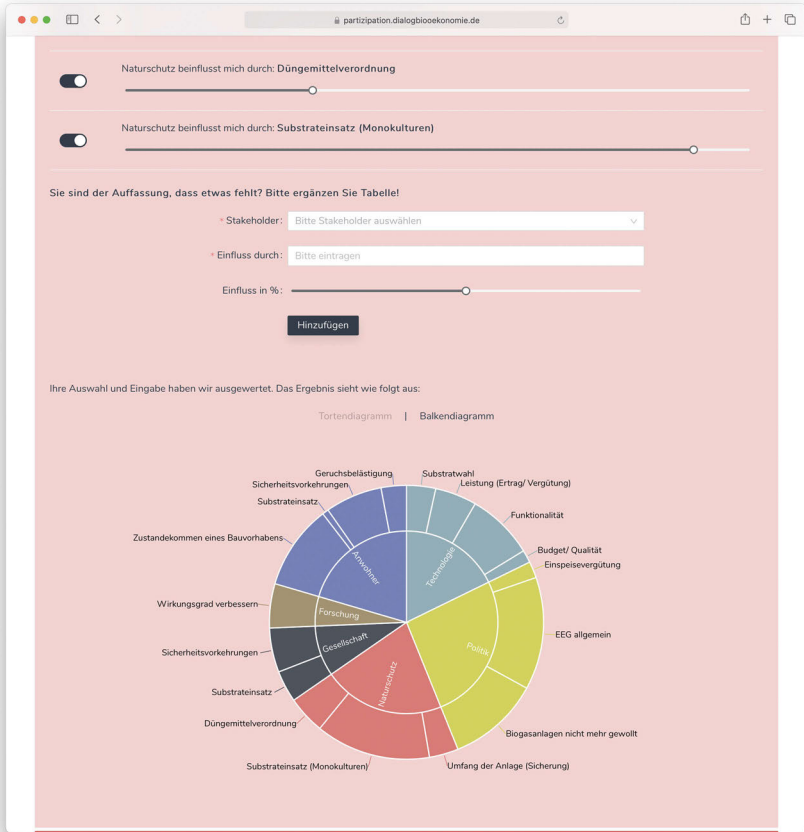 partizipation.dialogbiooekonomie.de
Naturschutz beinflusst mich durch: Düngemittelverordnung
Naturschutz beinflusst mich durch: Substrateinsatz (Monokulturen)
Sie sind der Auffassung, dass etwas fehlt? Bitte ergänzen Sie Tabelle!
* Stakeholder: Bitte Stakeholder auswählen
* Einfluss durch: Bitte eintragen
Einfluss in %:
Hinzufügen
Ihre Auswahl und Eingabe haben wir ausgewertet. Das Ergebnis sieht wie folgt aus:
Tortendiagramm | Balkendiagramm
Geruchsbelästigung
Substratwahl
Sicherheitsvorkehrungen
Leistung (Ertrag/ Vergütung)
Substrateinsatz
Funktionalität
Zustandekommen eines Bauvorhabens
Budget/ Qualität
Einspeisevergütung
Anwohner
Technologie
Wirkungsgrad verbessern
Forschung
EEG allgemein
Gesellschaft
Politik
Sicherheitsvorkehrungen
Naturschutz
Substrateinsatz
Düngemittelverordnung
Biogasanlagen nicht mehr gewollt
Substrateinsatz (Monokulturen)
Umfang der Anlage (Sicherung)